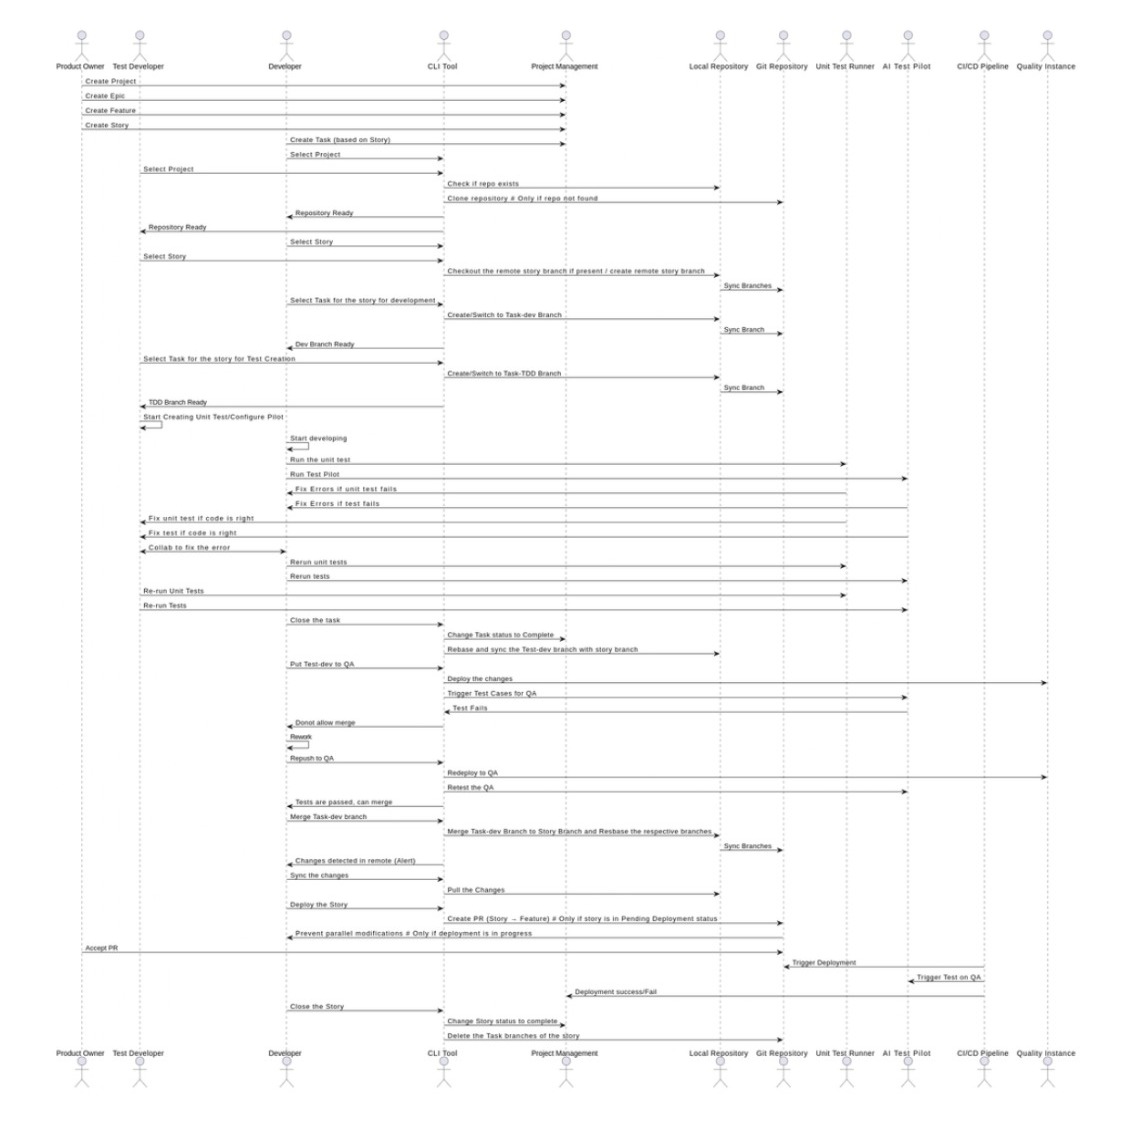 Product Owner Test Developer Developer CLI Tool Project Management Local Repository Git Repository Unit Test Runner AI Test Pilot CI/CD Pipeline Quality Instance
Create Project
Create Epic
Create Feature
Create Story
Create Task (based on Story)
Select Project
Select Project
Check if repo exists
Clone repository # Only if repo not found
Repository Ready
Repository Ready
Select Story
Select Story
Checkout the remote story branch if present / create remote story branch
Sync Branches
Select Task for the story for development
Create/Switch to Task-dev Branch
Sync Branch
Dev Branch Ready
Select Task for the story for Test Creation
Create/Switch to Task-TDD Branch
Sync Branch
TDD Branch Ready
Start Creating Unit Test/Configure Pilot
Start developing
Run the unit test
Run Test Pilot
Fix Errors if unit test fails
Fix Errors if test fails
Fix unit test if code is right
Fix test if code is right
Collab to fix the error
Rerun unit tests
Rerun tests
Re-run Unit Tests
Re-run Tests
Close the task
Change Task status to Complete
Rebase and sync the Test-dev branch with story branch
Put Test-dev to QA
Deploy the changes
Trigger Test Cases for QA
Test Fails
Donot allow merge
Rework
Repush to QA
Redeploy to QA
Retest the QA
Tests are passed, can merge
Merge Task-dev branch
Merge Task-dev Branch to Story Branch and Resbase the respective branches
Sync Branches
Changes detected in remote (Alert)
Sync the changes
Pull the Changes
Deploy the Story
Create PR (Story → Feature) # Only if story is in Pending Deployment status
Prevent parallel modifications # Only if deployment is in progress
Accept PR
Trigger Deployment
Trigger Test on QA
Deployment success/Fail
Close the Story
Change Story status to complete
Delete the Task branches of the story
Product Owner Test Developer Developer CLI Tool Project Management Local Repository Git Repository Unit Test Runner AI Test Pilot CI/CD Pipeline Quality Instance